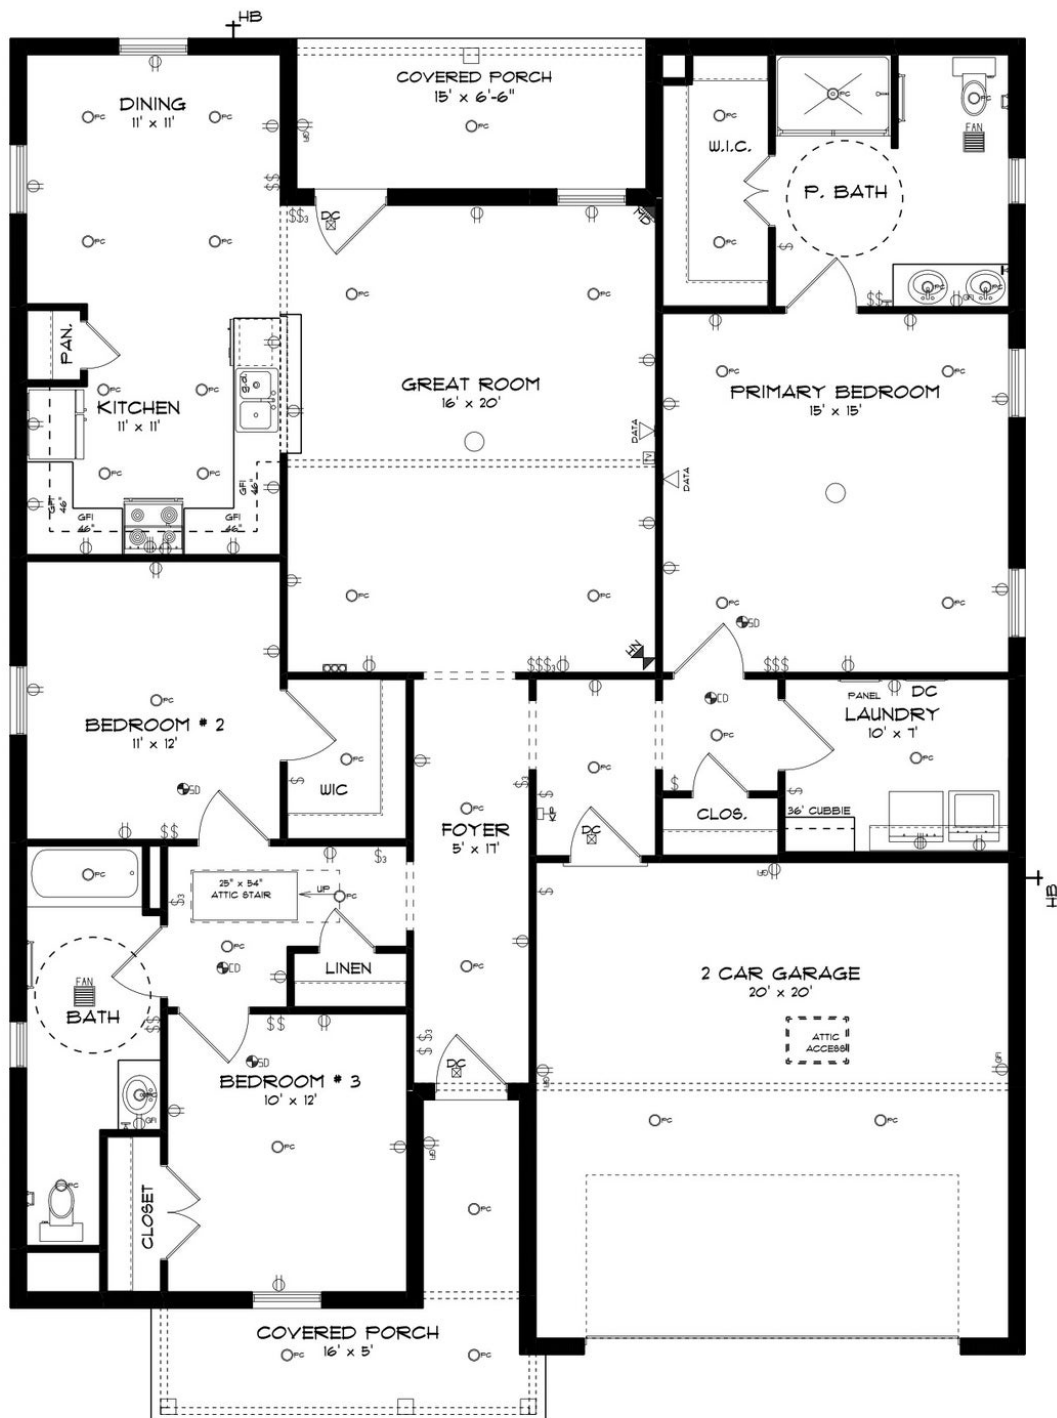 HB
COVERED PORCH
15' x 6'-6"
DINING
11' x 11'
W.I.C.
FAN
P. BATH
DC
PAN.
KITCHEN
11' x 11'
GREAT ROOM
16' x 20'
PRIMARY BEDROOM
15' x 15'
DATA
TV
DATA
GFI
46"
GFI
46"
GFI
46"
GFI
46"
SD
BEDROOM # 2
11' x 12'
WIC
SD
CD
PANEL
DC
LAUNDRY
10' x 7'
CLOS.
36' CUBBIE
FOYER
5' x 17'
DC
25" x 54"
ATTIC STAIR
UP
HB
LINEN
CD
FAN
BATH
2 CAR GARAGE
20' x 20'
ATTIC
ACCESS
SD
DC
BEDROOM # 3
10' x 12'
CLOSET
COVERED PORCH
16' x 5'